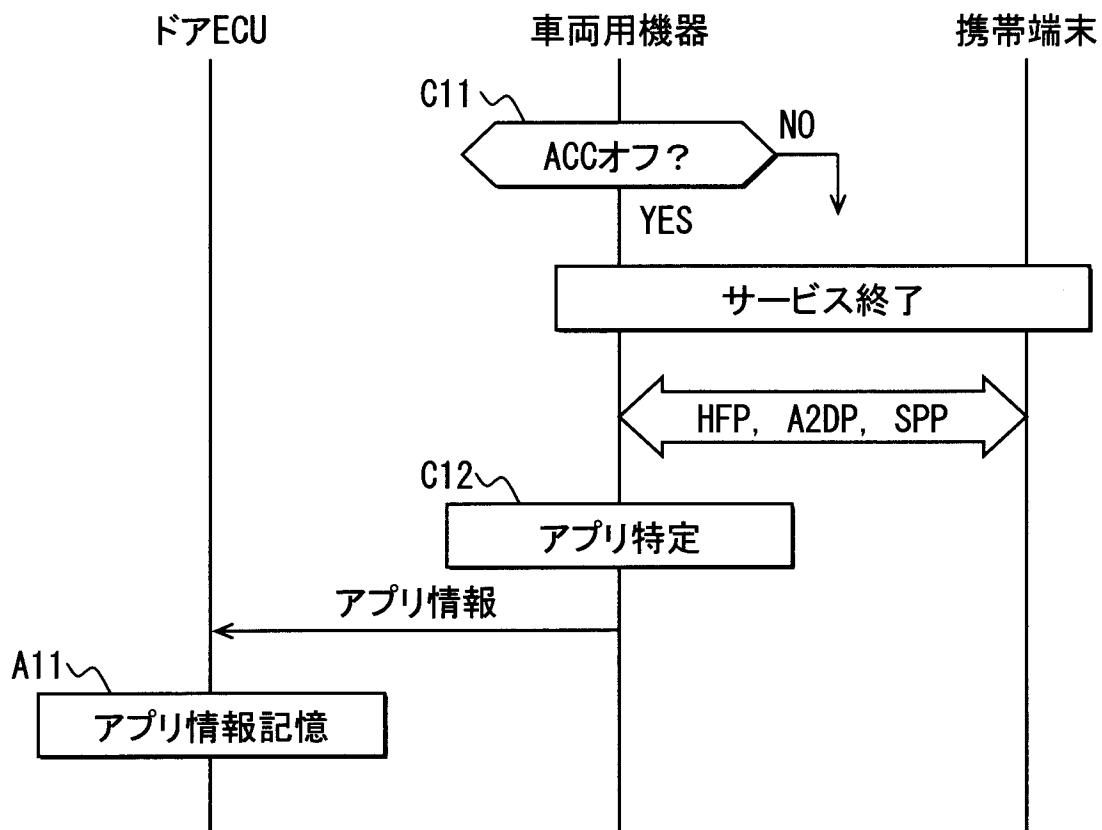 ドアECU
車両用機器
携帯端末
C11
ACCオフ?
NO
YES
サービス終了
HFP, A2DP, SPP
C12
アプリ特定
アプリ情報
A11
アプリ情報記憶